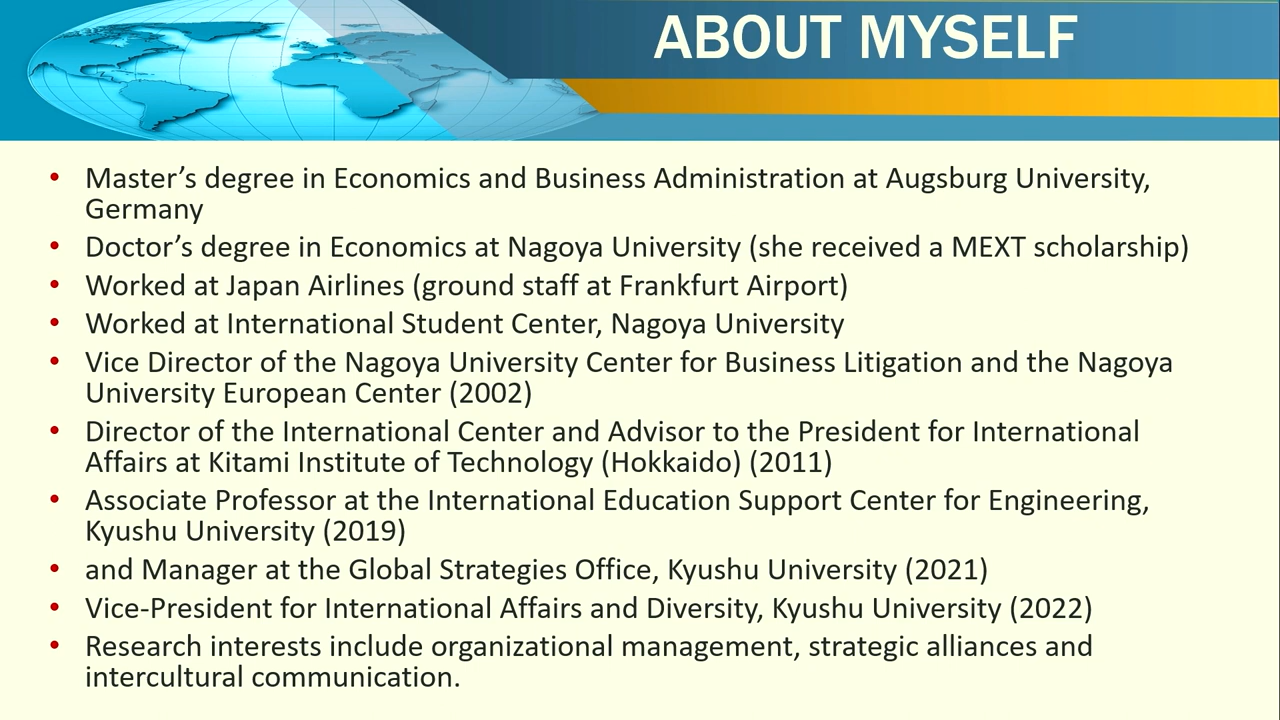 ABOUT MYSELF
• Master’s degree in Economics and Business Administration at Augsburg University,
Germany
• Doctor’s degree in Economics at Nagoya University (she received a MEXT scholarship)
• Worked at Japan Airlines (ground staff at Frankfurt Airport)
• Worked at International Student Center, Nagoya University
• Vice Director of the Nagoya University Center for Business Litigation and the Nagoya
University European Center (2002)
• Director of the International Center and Advisor to the President for International
Affairs at Kitami Institute of Technology (Hokkaido) (2011)
• Associate Professor at the International Education Support Center for Engineering,
Kyushu University (2019)
• and Manager at the Global Strategies Office, Kyushu University (2021)
• Vice-President for International Affairs and Diversity, Kyushu University (2022)
• Research interests include organizational management, strategic alliances and
intercultural communication.